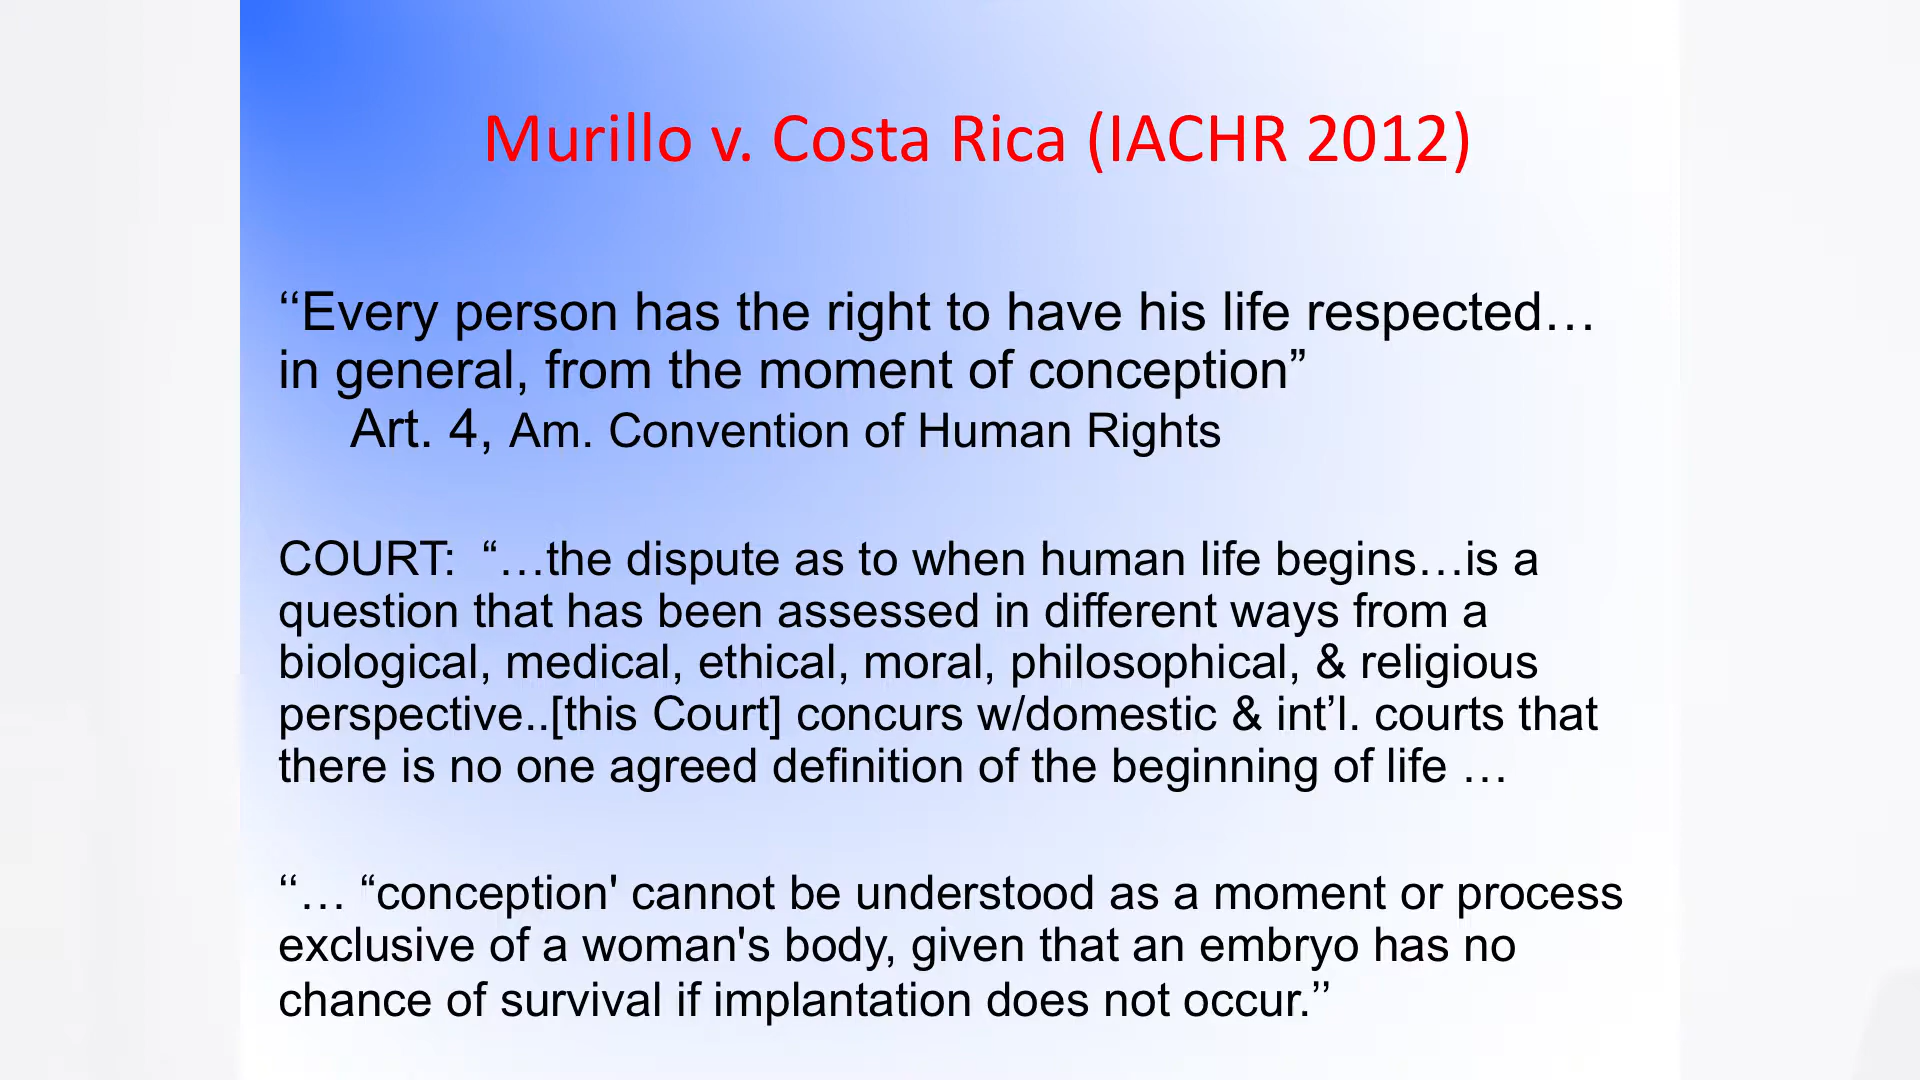 Murillo v. Costa Rica (IACHR 2012)
“Every person has the right to have his life respected…
in general, from the moment of conception”
Art. 4, Am. Convention of Human Rights
COURT:  “…the dispute as to when human life begins…is a
question that has been assessed in different ways from a
biological, medical, ethical, moral, philosophical, & religious
perspective..[this Court] concurs w/domestic & int’l. courts that
there is no one agreed definition of the beginning of life …
“… “conception' cannot be understood as a moment or process
exclusive of a woman's body, given that an embryo has no
chance of survival if implantation does not occur.”